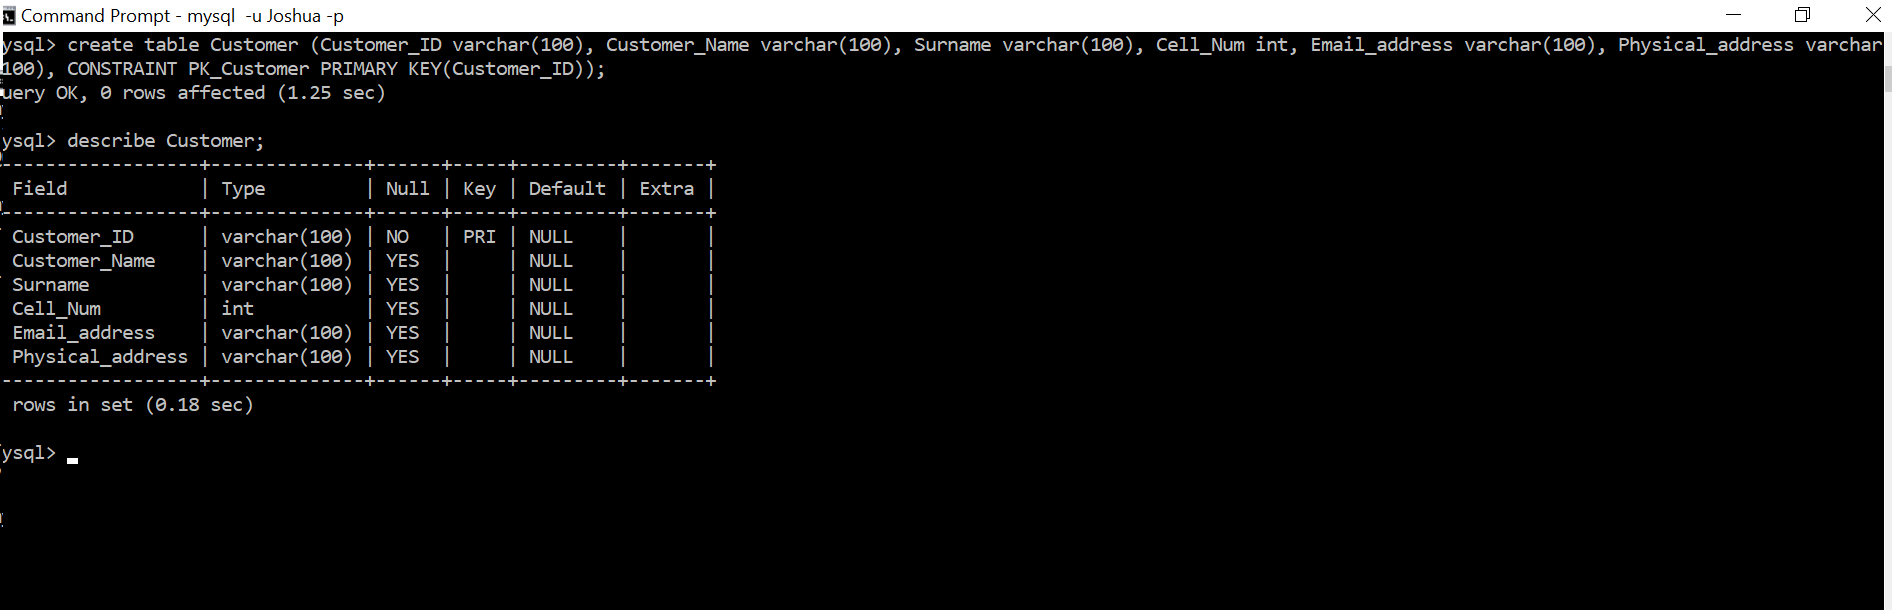 Command Prompt - mysql  -u Joshua -p
ysql> create table Customer (Customer_ID varchar(100), Customer_Name varchar(100), Surname varchar(100), Cell_Num int, Email_address varchar(100), Physical_address varchar
100), CONSTRAINT PK_Customer PRIMARY KEY(Customer_ID));
uery OK, 0 rows affected (1.25 sec)
ysql> describe Customer;
------------------+--------------+------+-----+---------+-------+
Field | Type | Null | Key | Default | Extra |
------------------+--------------+------+-----+---------+-------+
Customer_ID | varchar(100) | NO | PRI | NULL | |
Customer_Name | varchar(100) | YES | | NULL | |
Surname | varchar(100) | YES | | NULL | |
Cell_Num | int | YES | | NULL | |
Email_address | varchar(100) | YES | | NULL | |
Physical_address | varchar(100) | YES | | NULL | |
------------------+--------------+------+-----+---------+-------+
rows in set (0.18 sec)
ysql>